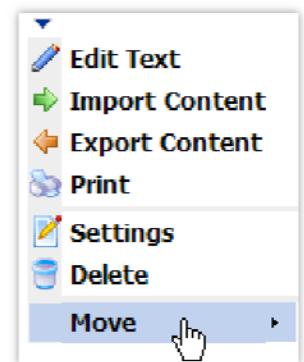 Edit Text
Import Content
Export Content
Print
Settings
Delete
Move